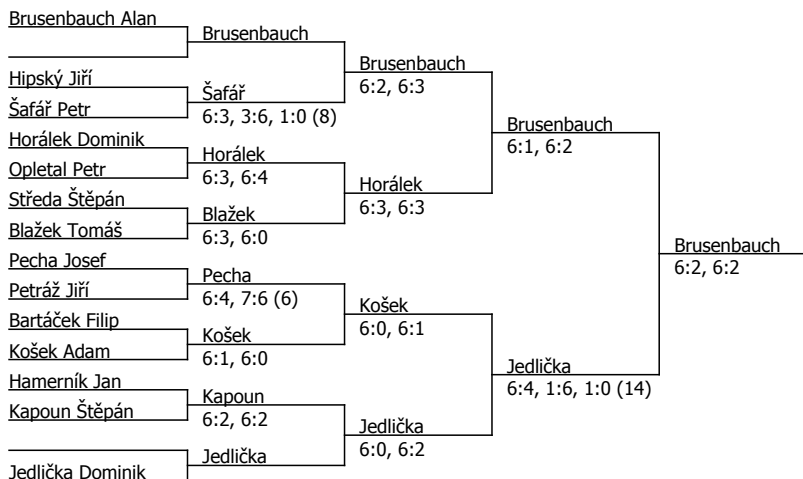 Brusenbauch Alan
Brusenbauch
Brusenbauch
Hipský Jiří
6:2, 6:3
Šafář
Šafář Petr
6:3, 3:6, 1:0 (8)
Brusenbauch
Horálek Dominik
6:1, 6:2
Horálek
Opletal Petr
6:3, 6:4
Horálek
Středa Štěpán
6:3, 6:3
Blažek
Blažek Tomáš
6:3, 6:0
Brusenbauch
Pecha Josef
6:2, 6:2
Pecha
Petráž Jiří
6:4, 7:6 (6)
Košek
Bartáček Filip
6:0, 6:1
Košek
Košek Adam
6:1, 6:0
Jedlička
Hamerník Jan
6:4, 1:6, 1:0 (14)
Kapoun
Kapoun Štěpán
6:2, 6:2
Jedlička
6:0, 6:2
Jedlička
Jedlička Dominik